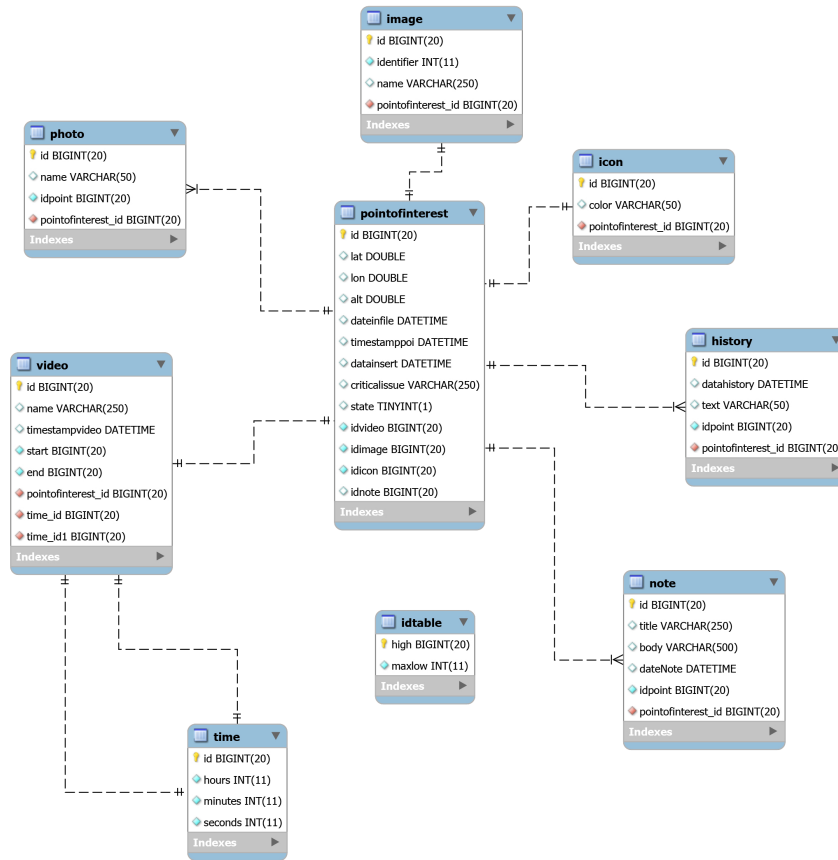 image
id BIGINT(20)
identifier INT(11)
name VARCHAR(250)
pointofinterest_id BIGINT(20)
Indexes
photo
id BIGINT(20)
name VARCHAR(50)
idpoint BIGINT(20)
pointofinterest_id BIGINT(20)
Indexes
icon
id BIGINT(20)
color VARCHAR(50)
pointofinterest_id BIGINT(20)
Indexes
pointofinterest
id BIGINT(20)
lat DOUBLE
lon DOUBLE
alt DOUBLE
dateinfile DATETIME
timestamppoi DATETIME
datainsert DATETIME
criticalissue VARCHAR(250)
state TINYINT(1)
idvideo BIGINT(20)
idimage BIGINT(20)
idicon BIGINT(20)
idnote BIGINT(20)
Indexes
history
id BIGINT(20)
datahistory DATETIME
text VARCHAR(50)
idpoint BIGINT(20)
pointofinterest_id BIGINT(20
Indexes
video
id BIGINT(20)
name VARCHAR(250)
timestampvideo DATETIME
start BIGINT(20)
end BIGINT(20)
pointofinterest_id BIGINT(20)
time_id BIGINT(20)
time_id1 BIGINT(20)
Indexes
note
id BIGINT(20)
title VARCHAR(250)
body VARCHAR(500)
dateNote DATETIME
idpoint BIGINT(20)
pointofinterest_id BIGINT(20)
Indexes
idtable
high BIGINT(20)
maxlow INT(11)
Indexes
time
id BIGINT(20)
hours INT(11)
minutes INT(11)
seconds INT(11)
Indexes